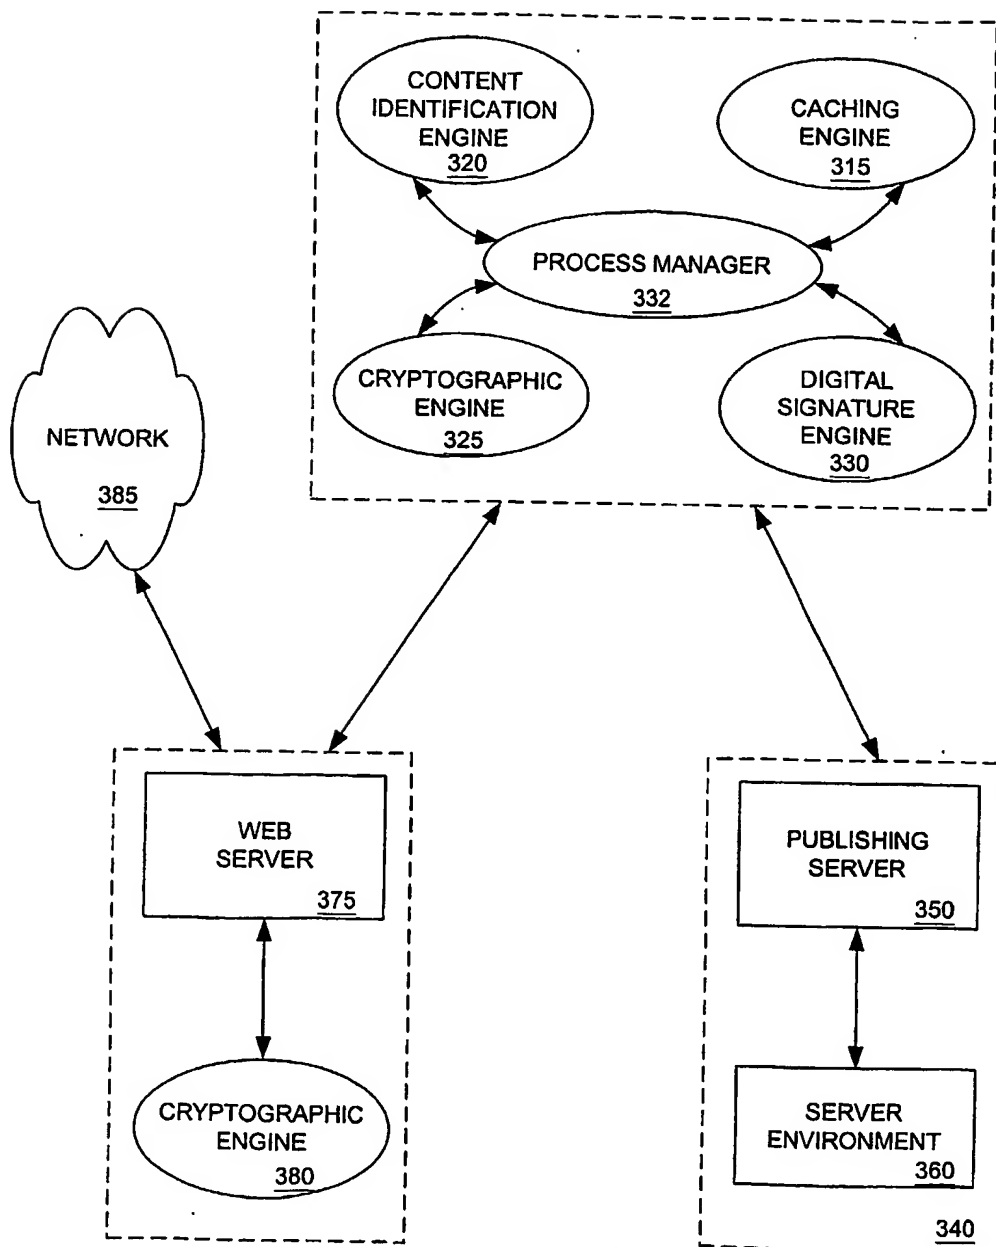 CONTENT
IDENTIFICATION
ENGINE
320
CACHING
ENGINE
315
PROCESS MANAGER
332
CRYPTOGRAPHIC
ENGINE
325
DIGITAL
SIGNATURE
ENGINE
330
NETWORK
385
WEB
SERVER
375
PUBLISHING
SERVER
350
CRYPTOGRAPHIC
ENGINE
380
SERVER
ENVIRONMENT
360
340